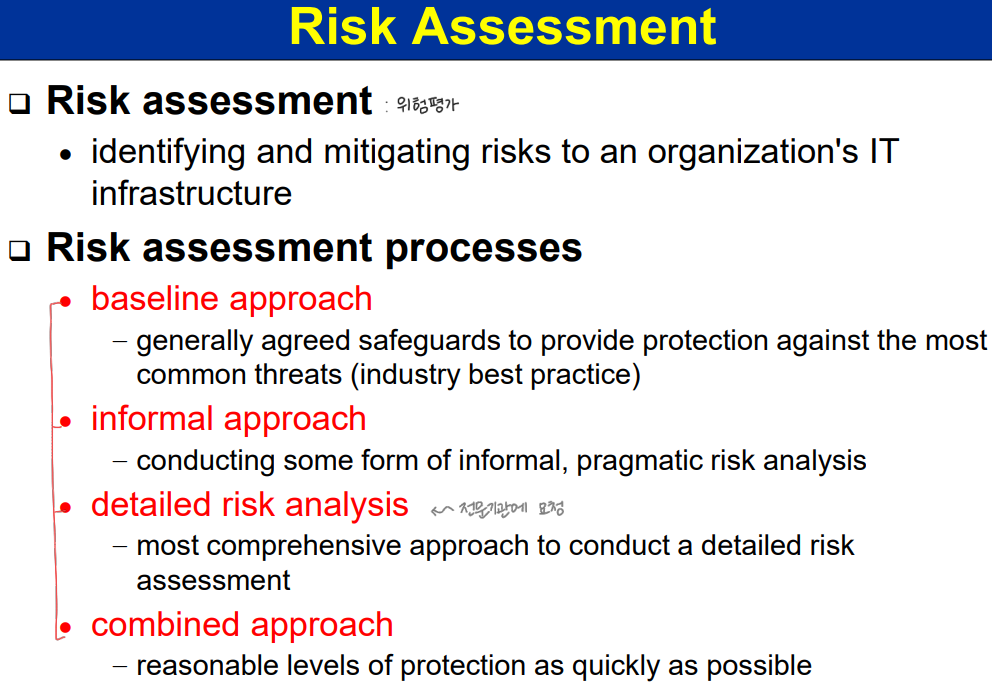 Risk Assessment
Risk assessment : 위험평가
identifying and mitigating risks to an organization's IT
infrastructure
Risk assessment processes
baseline approach
– generally agreed safeguards to provide protection against the most
common threats (industry best practice)
informal approach
– conducting some form of informal, pragmatic risk analysis
detailed risk analysis 전문기관에 요청
– most comprehensive approach to conduct a detailed risk
assessment
combined approach
– reasonable levels of protection as quickly as possible